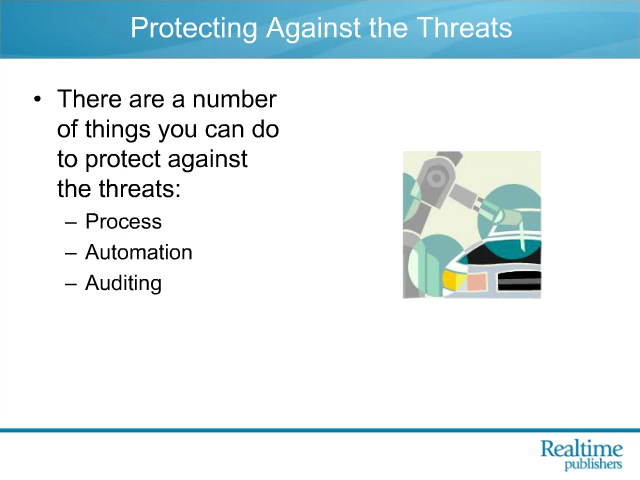 Protecting Against the Threats
• There are a number
of things you can do
to protect against
the threats:
– Process
– Automation
– Auditing
Realtime
publishers